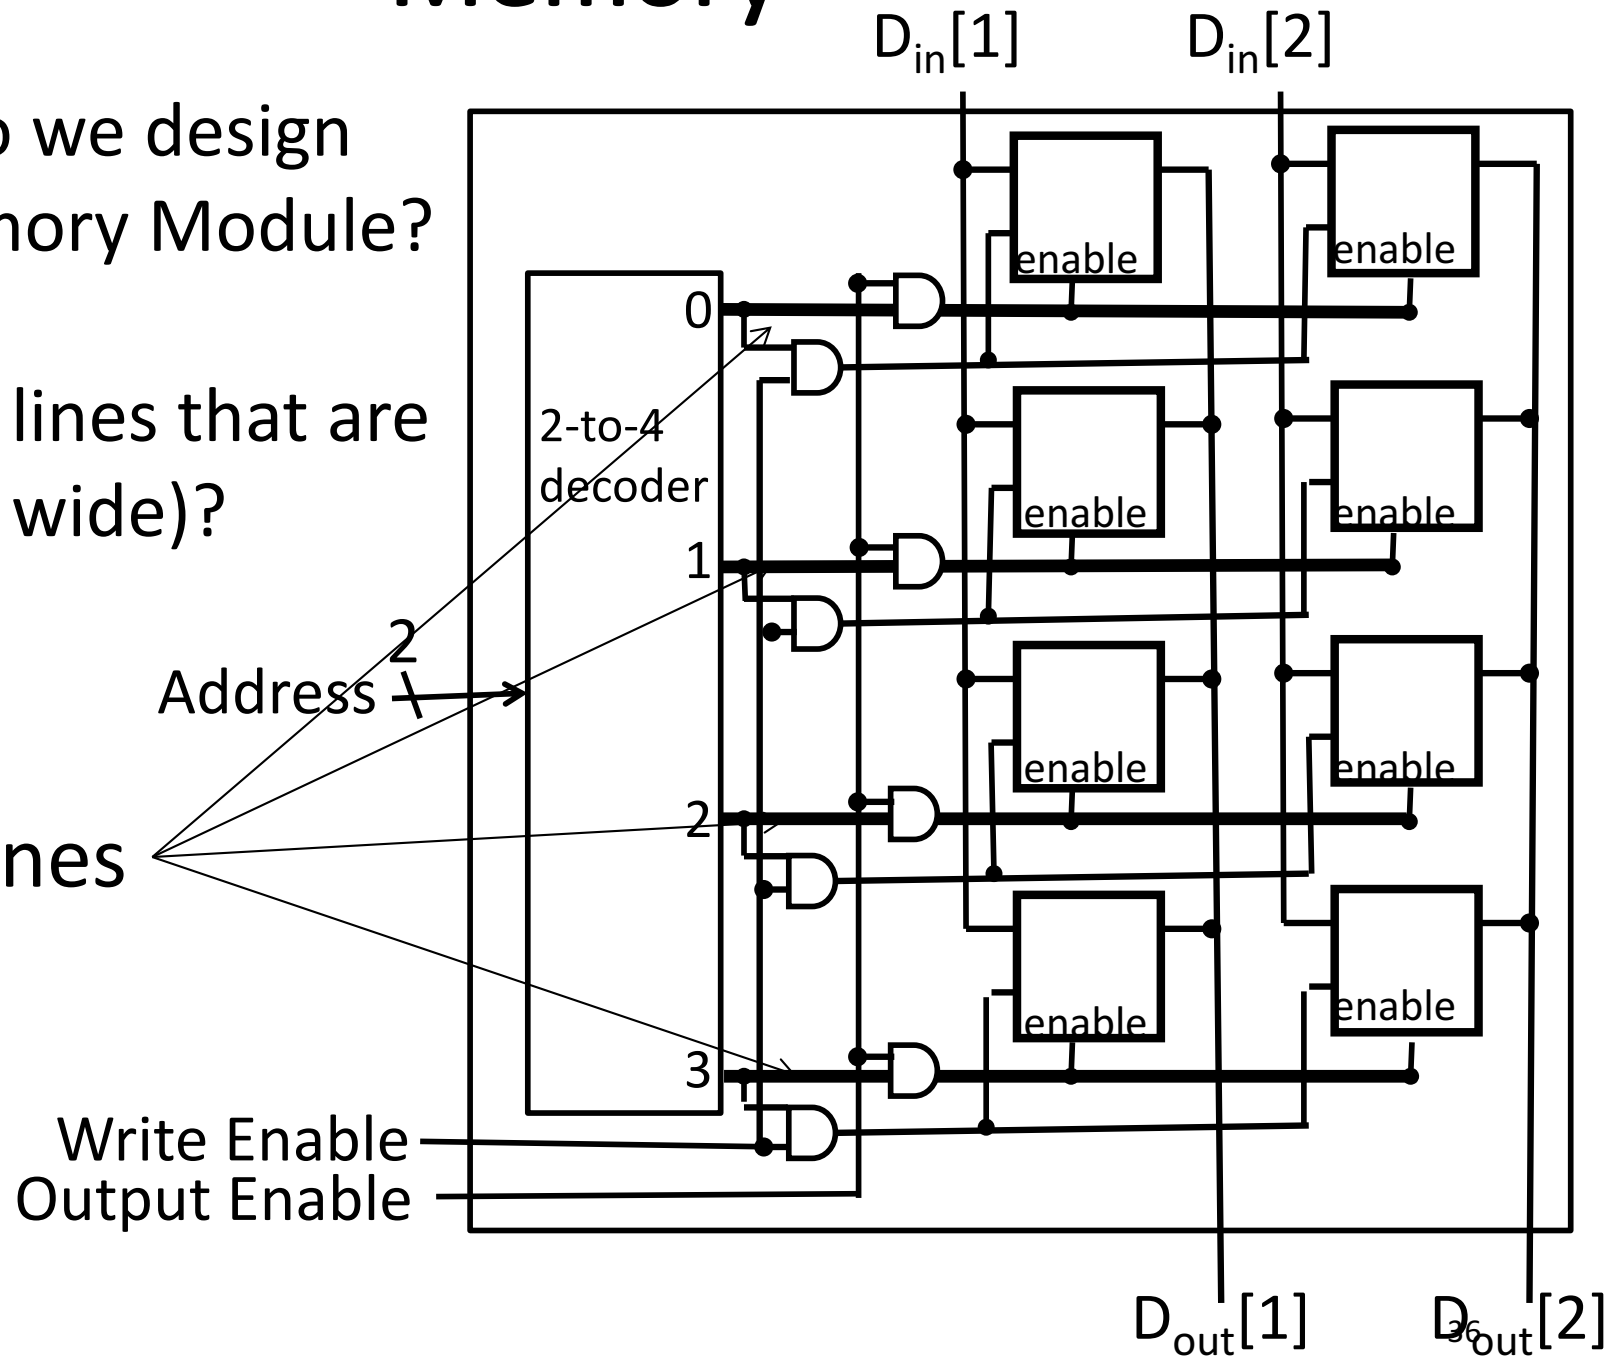 Memory
D_in[1] D_in[2]
we design
Module?
lines that are
wide)?
enable enable
0
2-to-4
decoder
enable enable
1
2
Address
enable enable
2
enable enable
3
Write Enable
Output Enable
D_out[1] D_out[2]
36